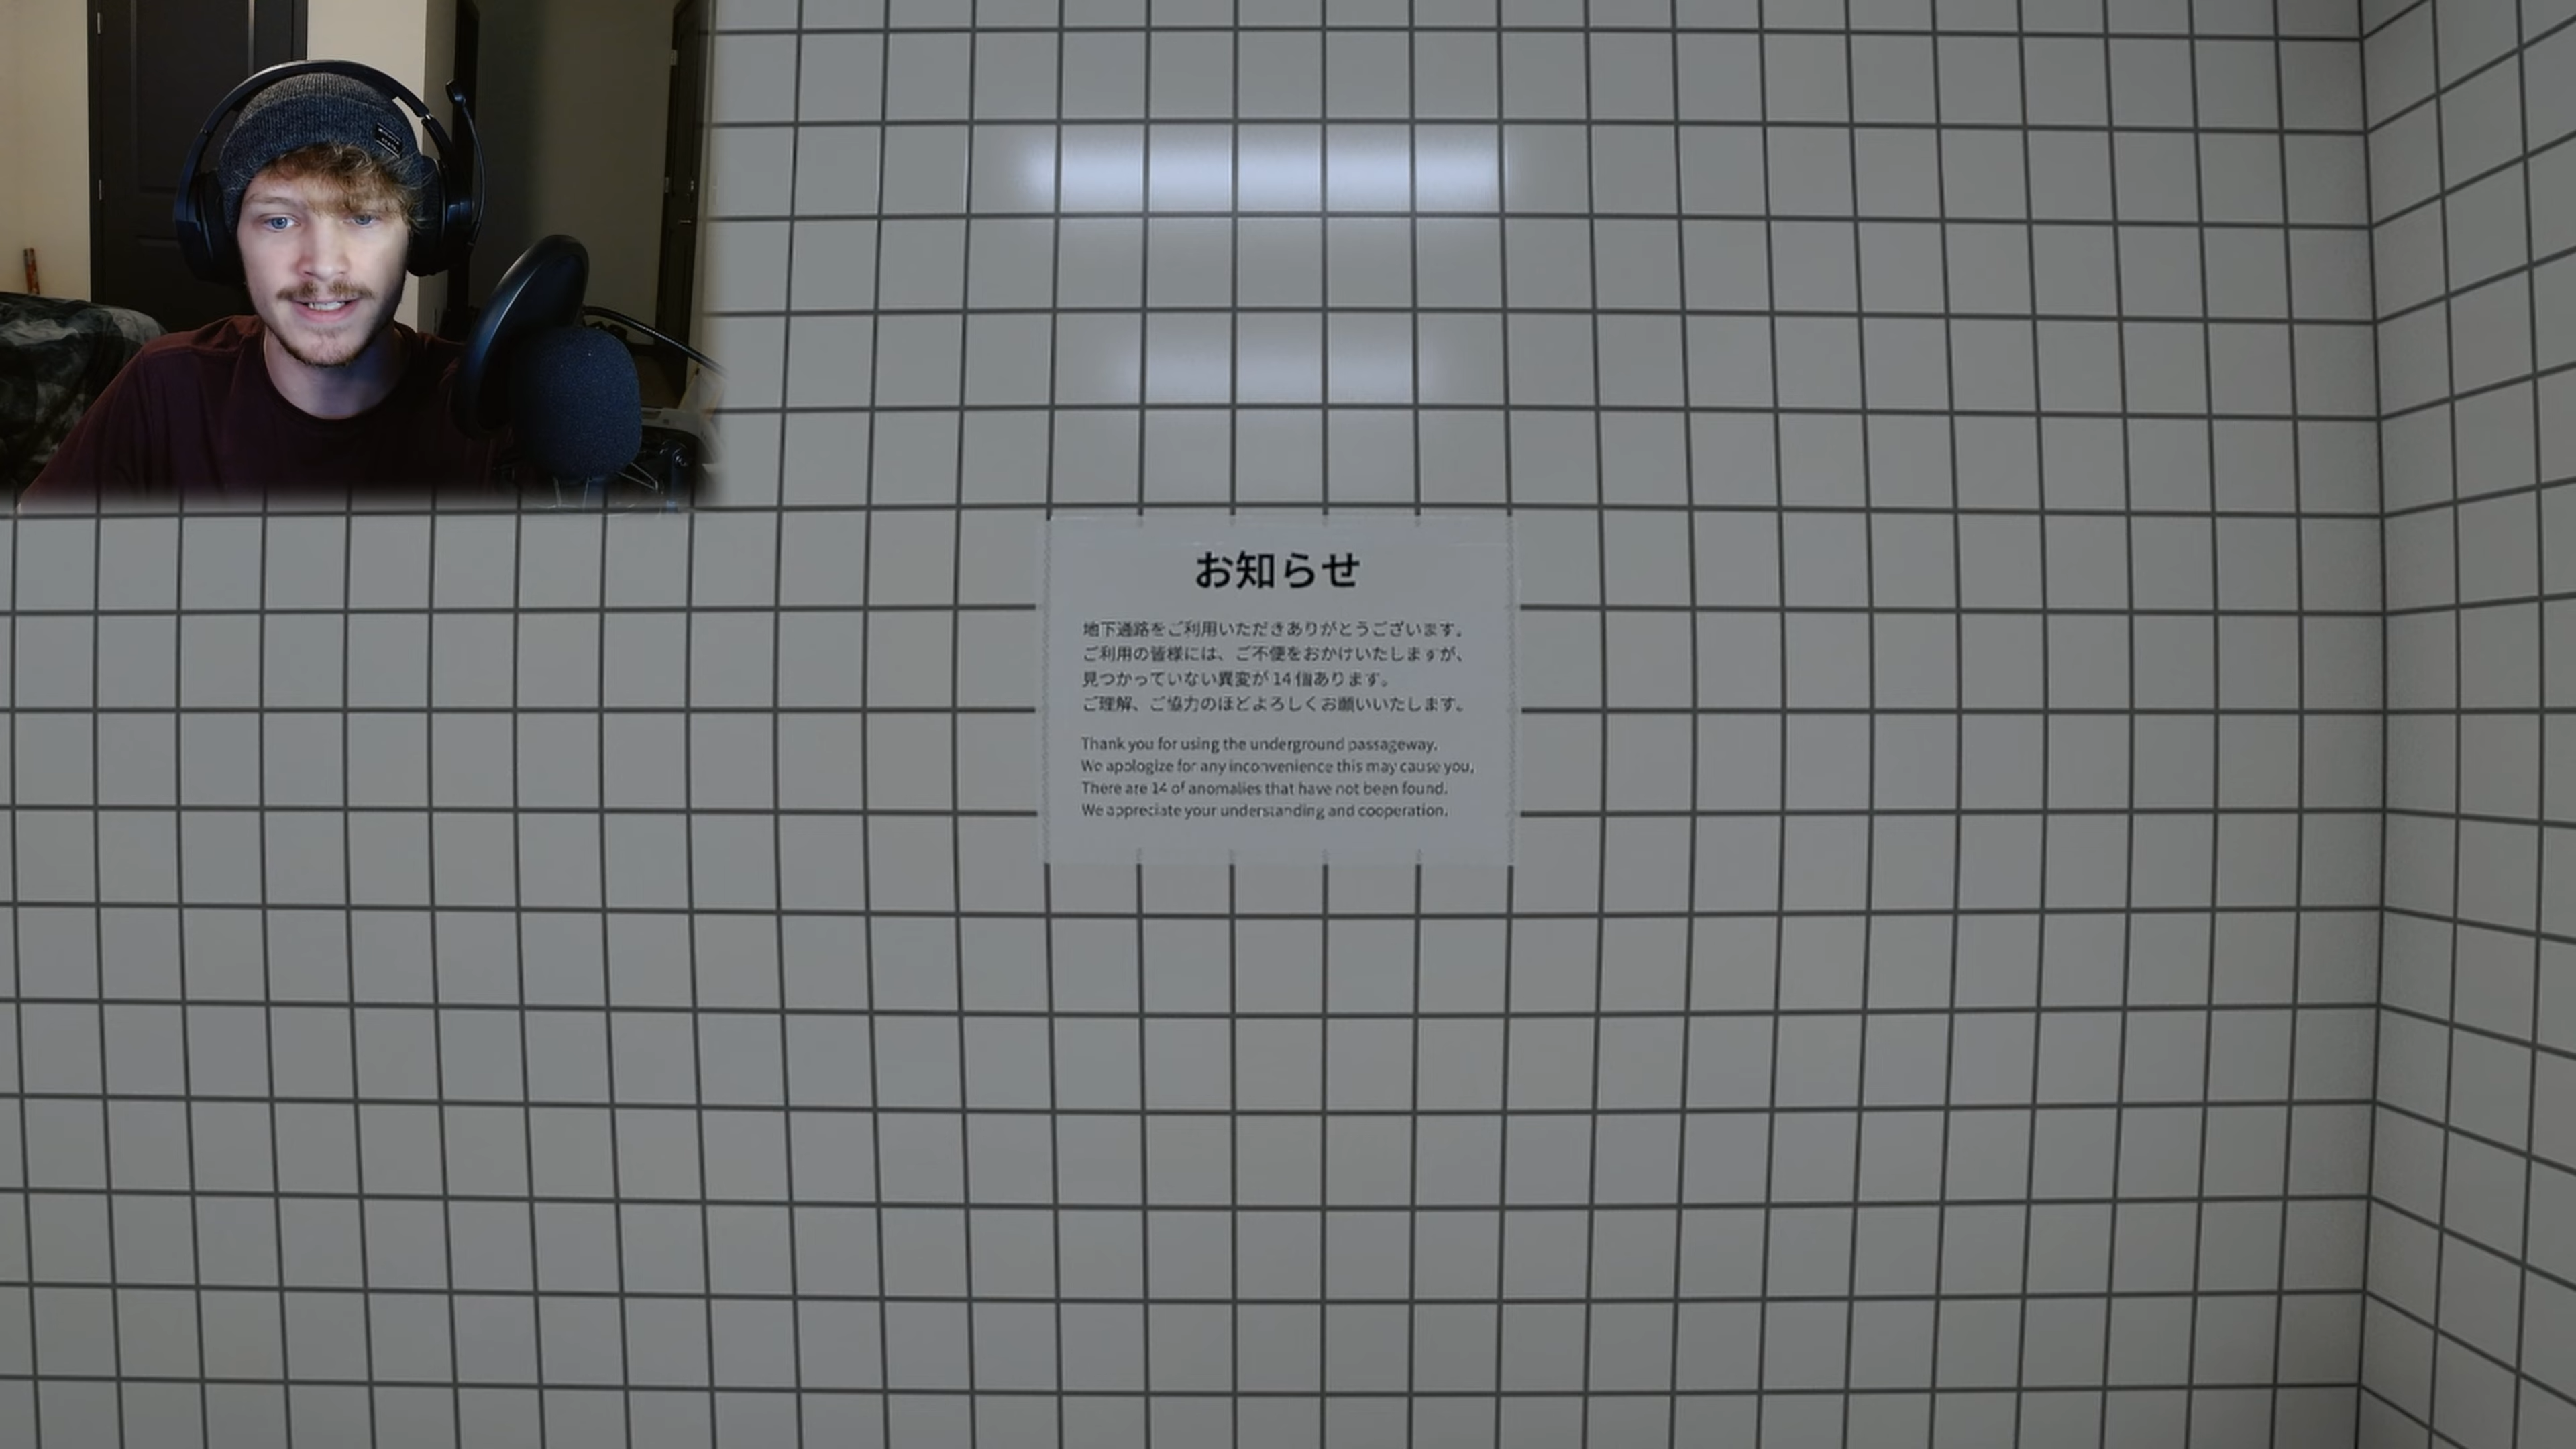 お知らせ
地下通路をご利用いただきありがとうございます。
ご利用の皆様には、ご不便をおかけいたしますが、
見つかっていない異変が 14 個あります。
ご理解、ご協力のほどよろしくお願いいたします。
Thank you for using the underground passageway.
We apologize for any inconvenience this may cause you.
There are 14 of anomalies that have not been found.
We appreciate your understanding and cooperation.